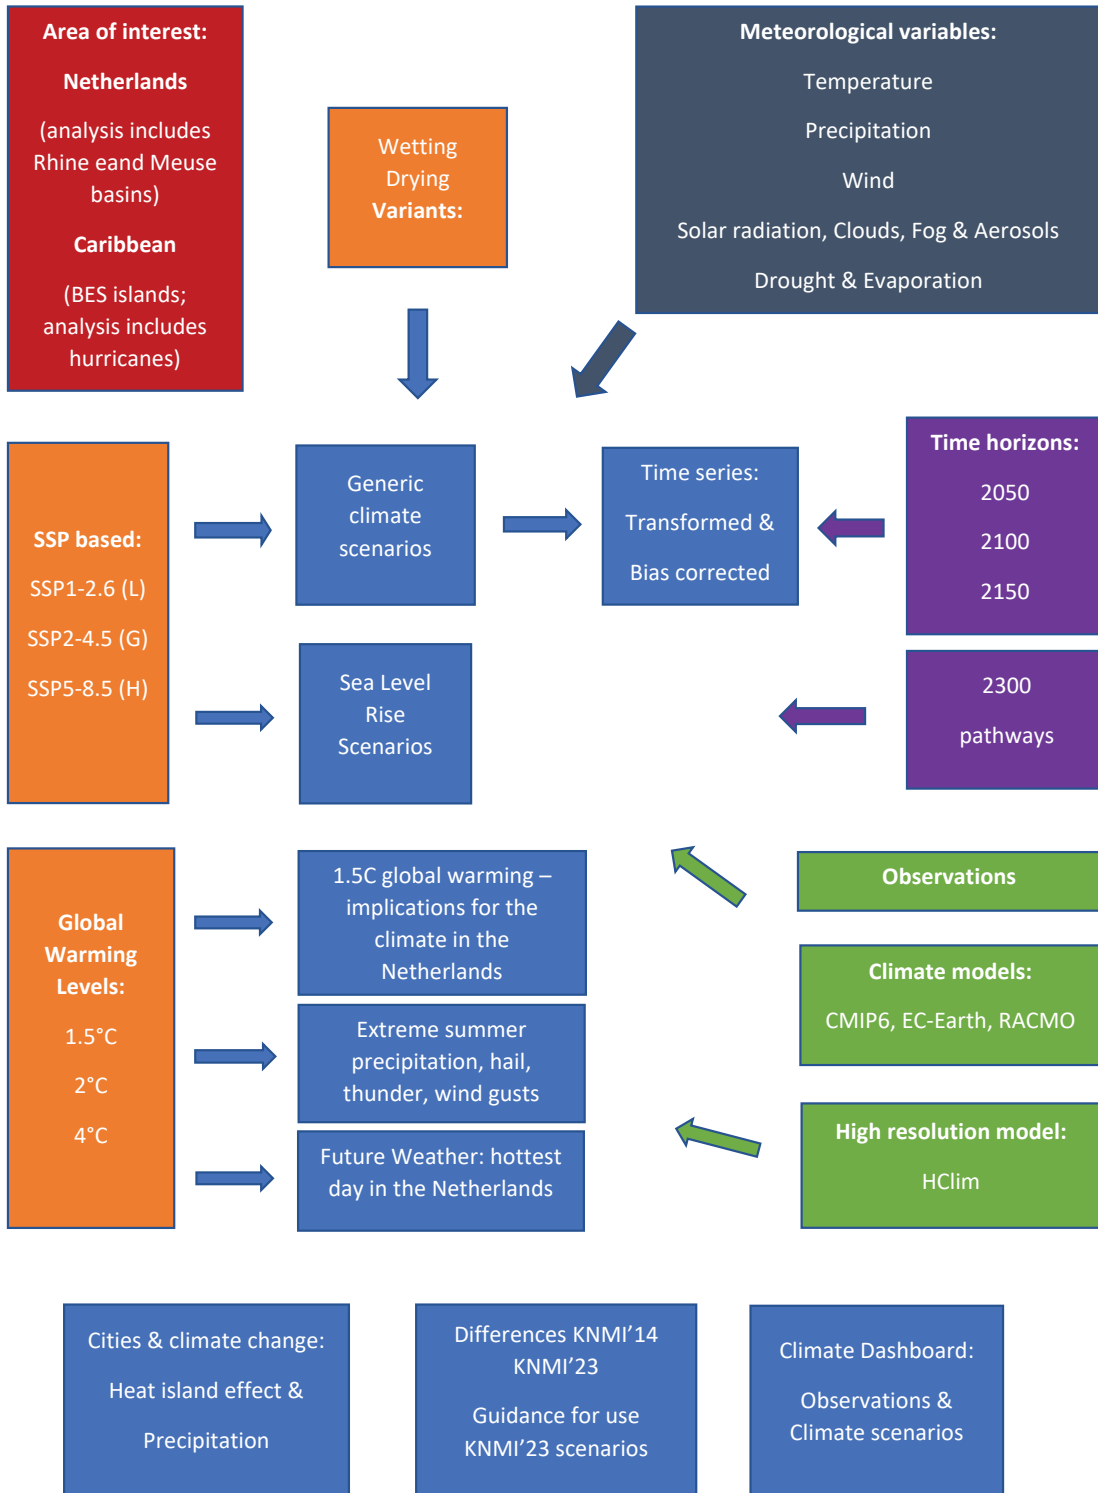 Area of interest:
Netherlands
(analysis includes
Rhine eand Meuse
basins)
Caribbean
(BES islands;
analysis includes
hurricanes)
Wetting
Drying
Variants:
Meteorological variables:
Temperature
Precipitation
Wind
Solar radiation, Clouds, Fog & Aerosols
Drought & Evaporation
SSP based:
SSP1-2.6 (L)
SSP2-4.5 (G)
SSP5-8.5 (H)
Generic
climate
scenarios
Time series:
Transformed &
Bias corrected
Time horizons:
2050
2100
2150
Sea Level
Rise
Scenarios
2300
pathways
Global
Warming
Levels:
1.5°C
2°C
4°C
1.5C global warming –
implications for the
climate in the
Netherlands
Extreme summer
precipitation, hail,
thunder, wind gusts
Future Weather: hottest
day in the Netherlands
Observations
Climate models:
CMIP6, EC-Earth, RACMO
High resolution model:
HClim
Cities & climate change:
Heat island effect &
Precipitation
Differences KNMI’14
KNMI’23
Guidance for use
KNMI’23 scenarios
Climate Dashboard:
Observations &
Climate scenarios